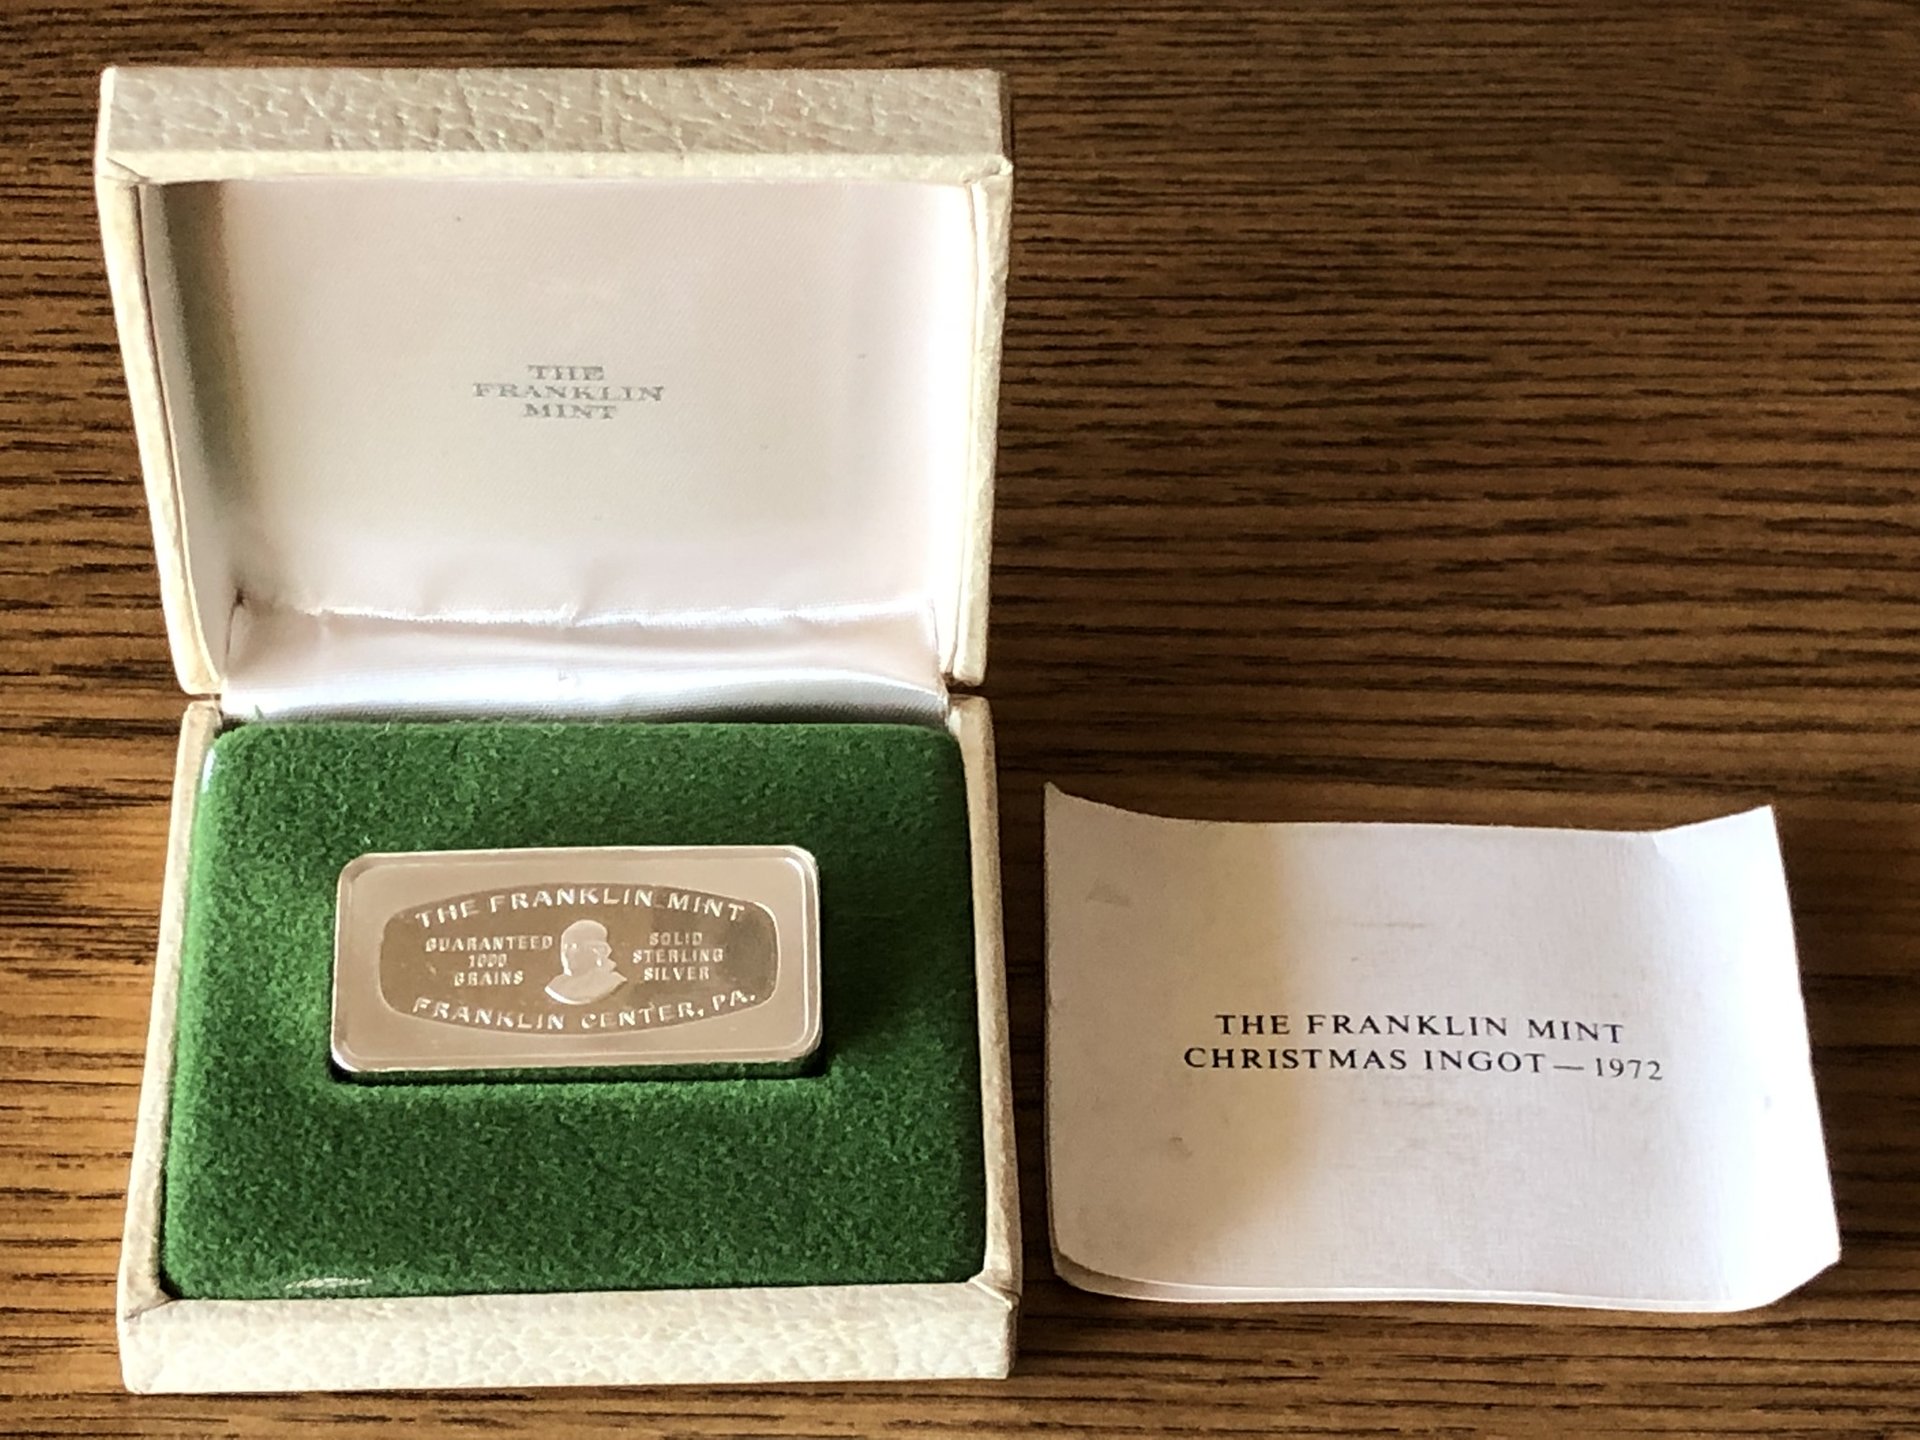 THE
FRANKLIN
MINT
THE FRANKLIN MINT
GUARANTEED
1000
GRAINS
SOLID
STERLING
SILVER
FRANKLIN CENTER, PA.
THE FRANKLIN MINT
CHRISTMAS INGOT—1972